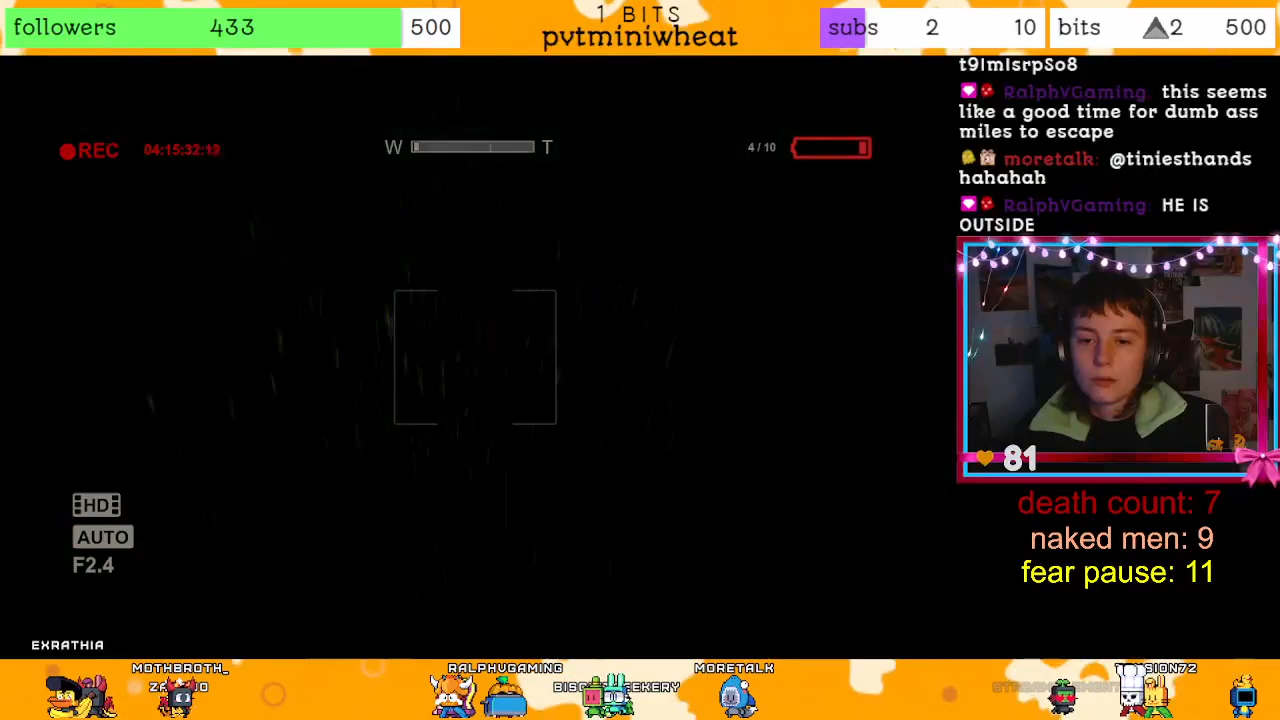 followers 433 500
1 BITS
pvtminiwheat
subs 2 10
bits 2 500
t9lmlsrpSo8
RalphVGaming: this seems
like a good time for dumb ass
miles to escape
moretalk: @tiniesthands
hahahah
RalphVGaming: HE IS
OUTSIDE
REC 04:15:32:12
W T
4 / 10
81
death count: 7
naked men: 9
fear pause: 11
HD
AUTO
F2.4
EXRATHIA
MOTHBROTH_
RALPHVGAMING
MORETALK